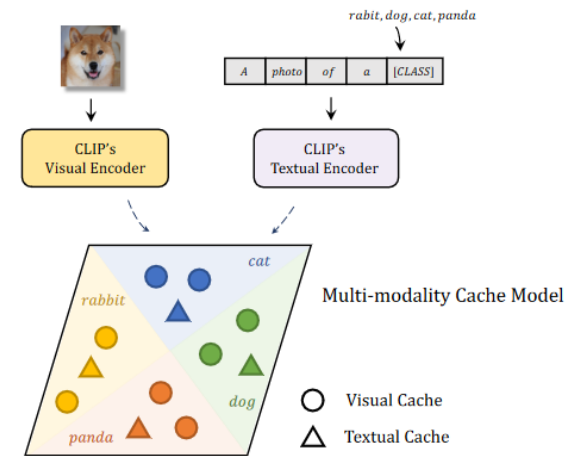 rabit, dog, cat, panda
A photo of a [CLASS]
CLIP's
Visual Encoder
CLIP's
Textual Encoder
cat
rabbit
Multi-modality Cache Model
dog
panda
Visual Cache
Textual Cache